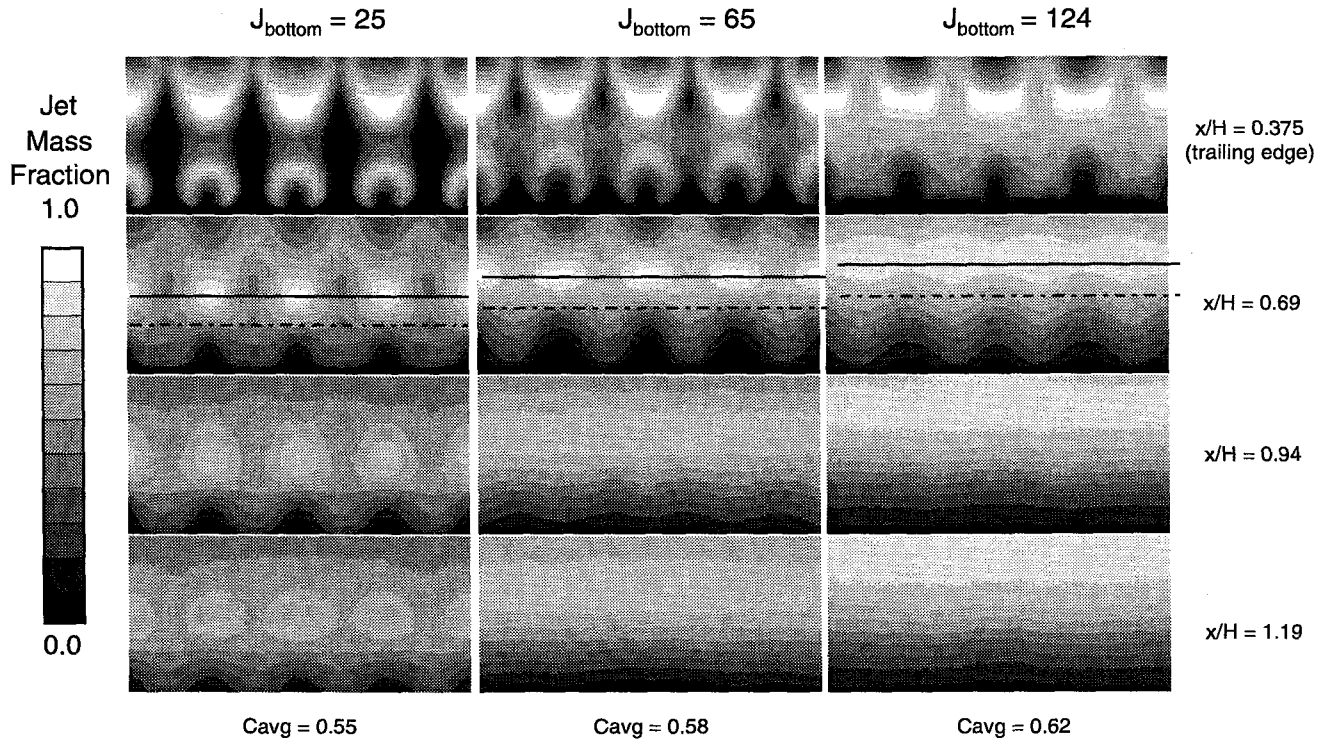 J_bottom = 25
J_bottom = 65
J_bottom = 124
Jet
Mass
Fraction
1.0
0.0
x/H = 0.375
(trailing edge)
x/H = 0.69
x/H = 0.94
x/H = 1.19
Cavg = 0.55
Cavg = 0.58
Cavg = 0.62